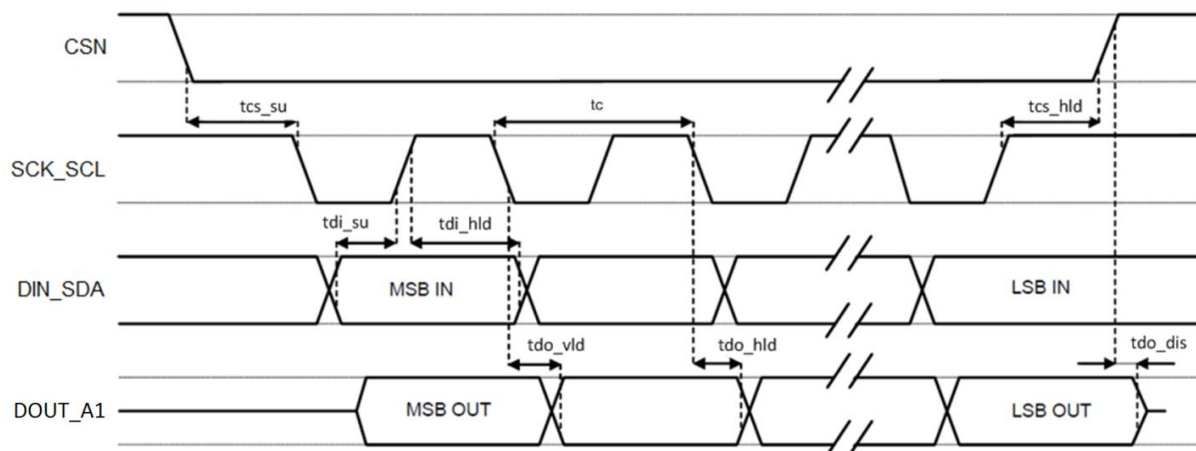 CSN
tcs_su
tc
tcs_hld
SCK_SCL
tdi_su
tdi_hld
DIN_SDA
MSB IN
LSB IN
tdo_vld
tdo_hld
tdo_dis
DOUT_A1
MSB OUT
LSB OUT